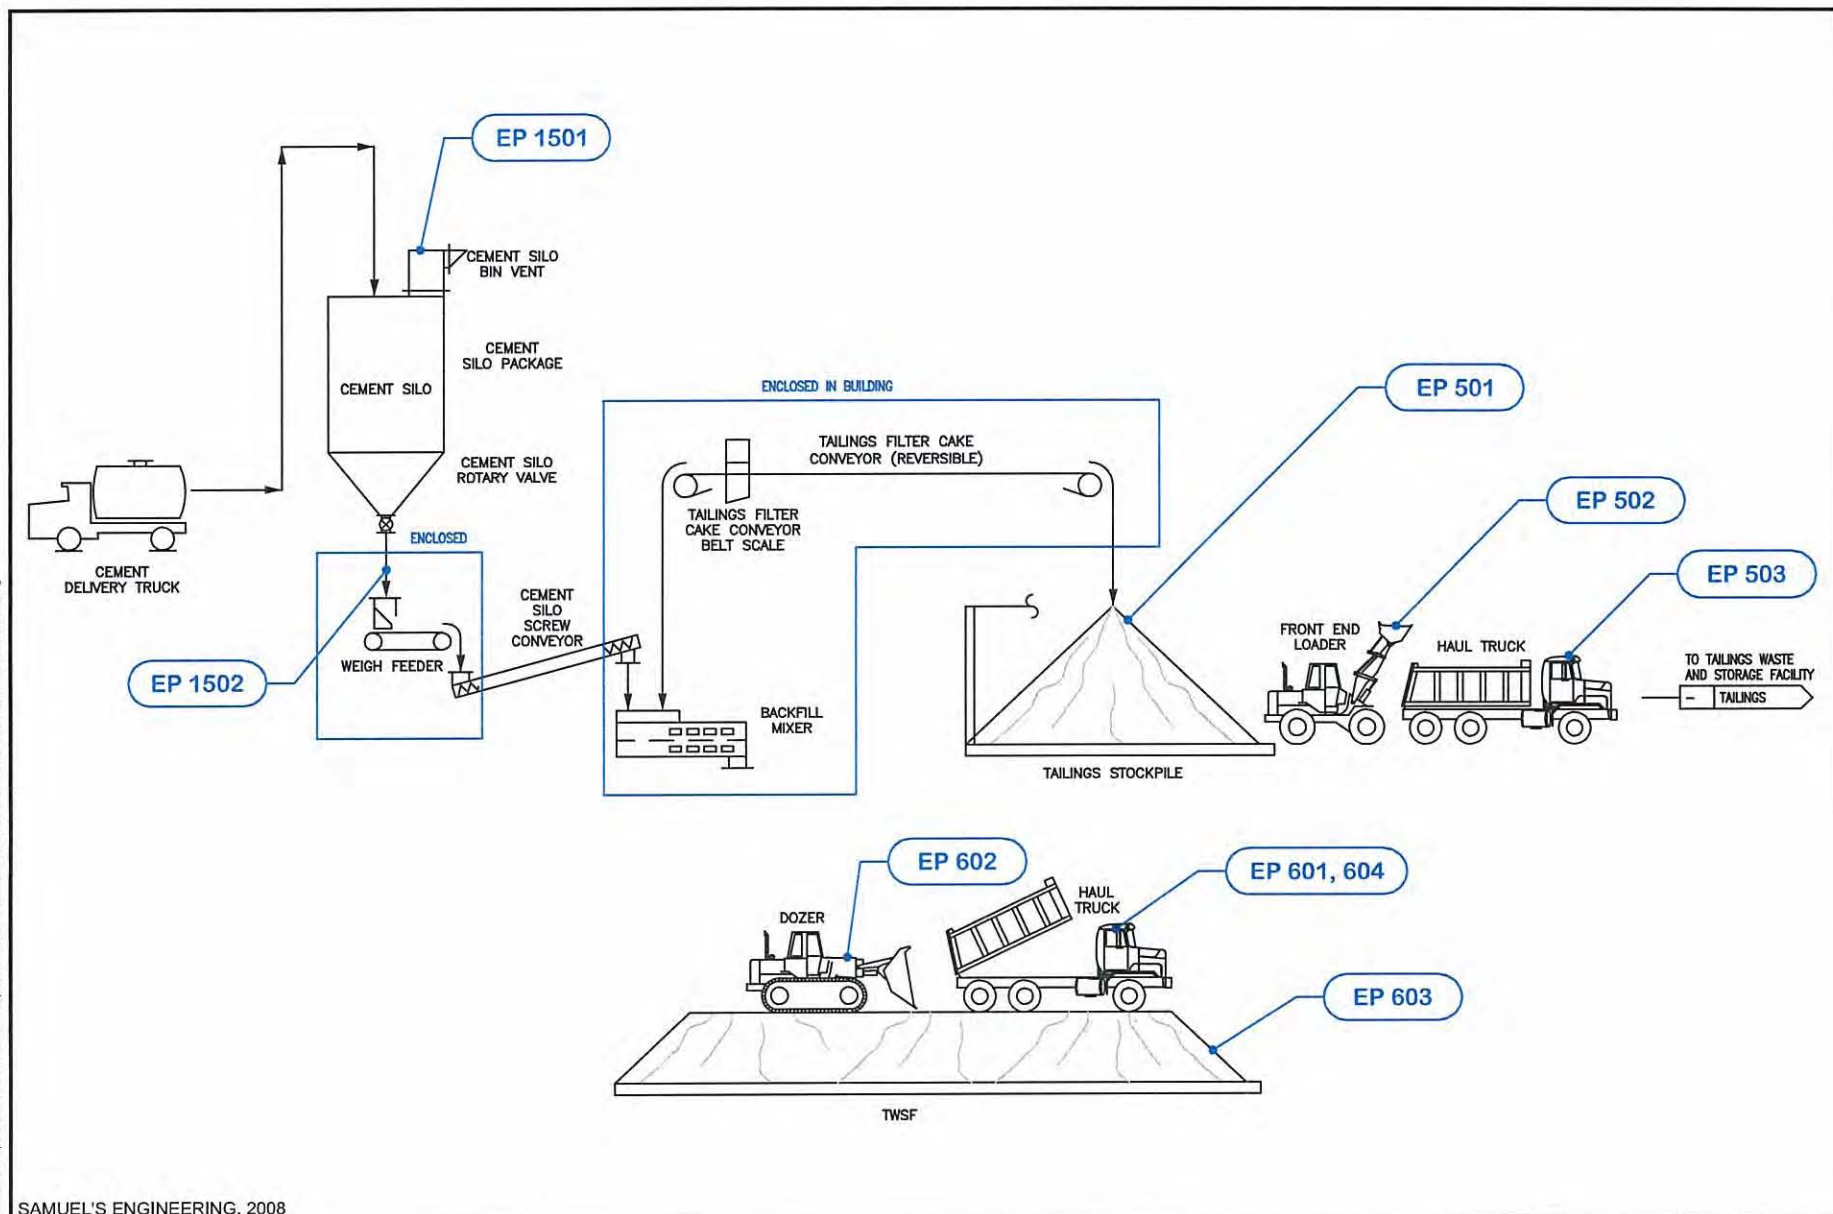 EP 1501
CEMENT SILO
BIN VENT
CEMENT
SILO PACKAGE
CEMENT SILO
CEMENT SILO
ROTARY VALVE
CEMENT
DELIVERY TRUCK
ENCLOSED
WEIGH FEEDER
EP 1502
CEMENT
SILO
SCREW
CONVEYOR
ENCLOSED IN BUILDING
TAILINGS FILTER CAKE
CONVEYOR (REVERSIBLE)
TAILINGS FILTER
CAKE CONVEYOR
BELT SCALE
BACKFILL
MIXER
EP 501
TAILINGS STOCKPILE
EP 502
FRONT END
LOADER
EP 503
HAUL TRUCK
TO TAILINGS WASTE
AND STORAGE FACILITY
– TAILINGS
EP 602
DOZER
EP 601, 604
HAUL
TRUCK
EP 603
TWSF
SAMUEL'S ENGINEERING, 2008